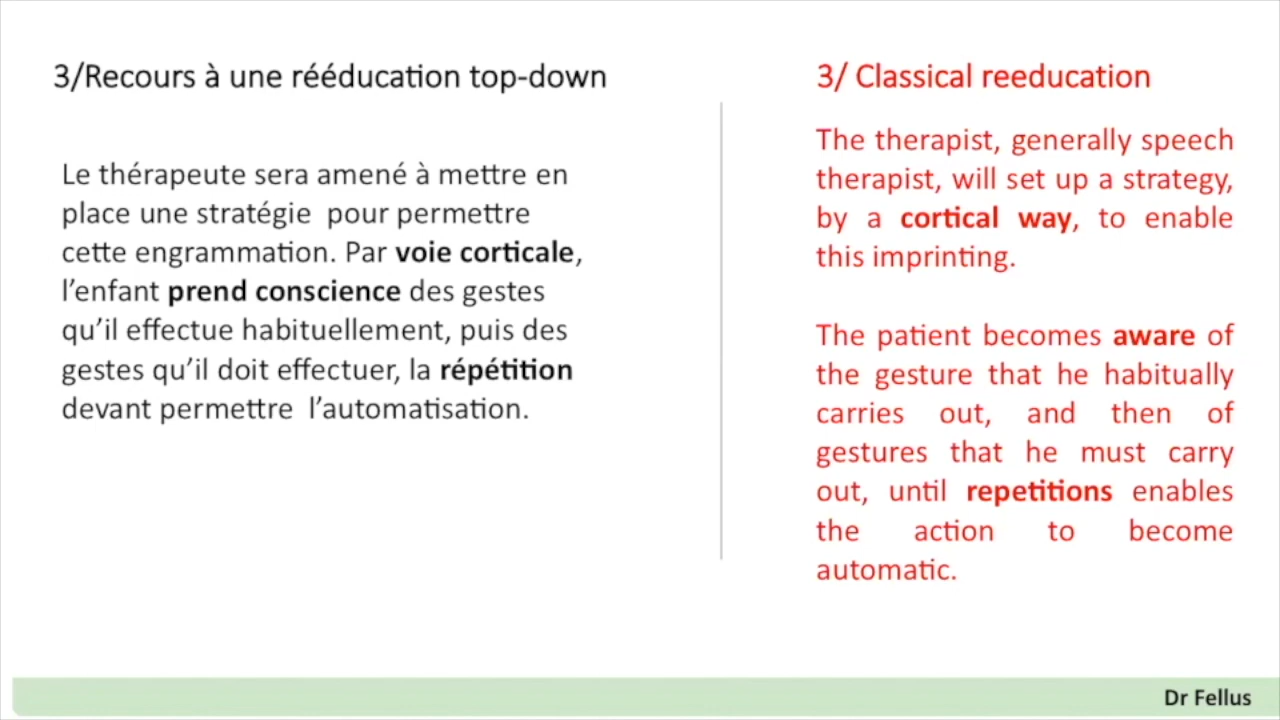 3/Recours à une rééducation top-down
Le thérapeute sera amené à mettre en
place une stratégie pour permettre
cette engrammation. Par voie corticale,
l’enfant prend conscience des gestes
qu’il effectue habituellement, puis des
gestes qu’il doit effectuer, la répétition
devant permettre l’automatisation.
3/ Classical reeducation
The therapist, generally speech
therapist, will set up a strategy,
by a cortical way, to enable
this imprinting.
The patient becomes aware of
the gesture that he habitually
carries out, and then of
gestures that he must carry
out, until repetitions enables
the action to become
automatic.
Dr Fellus